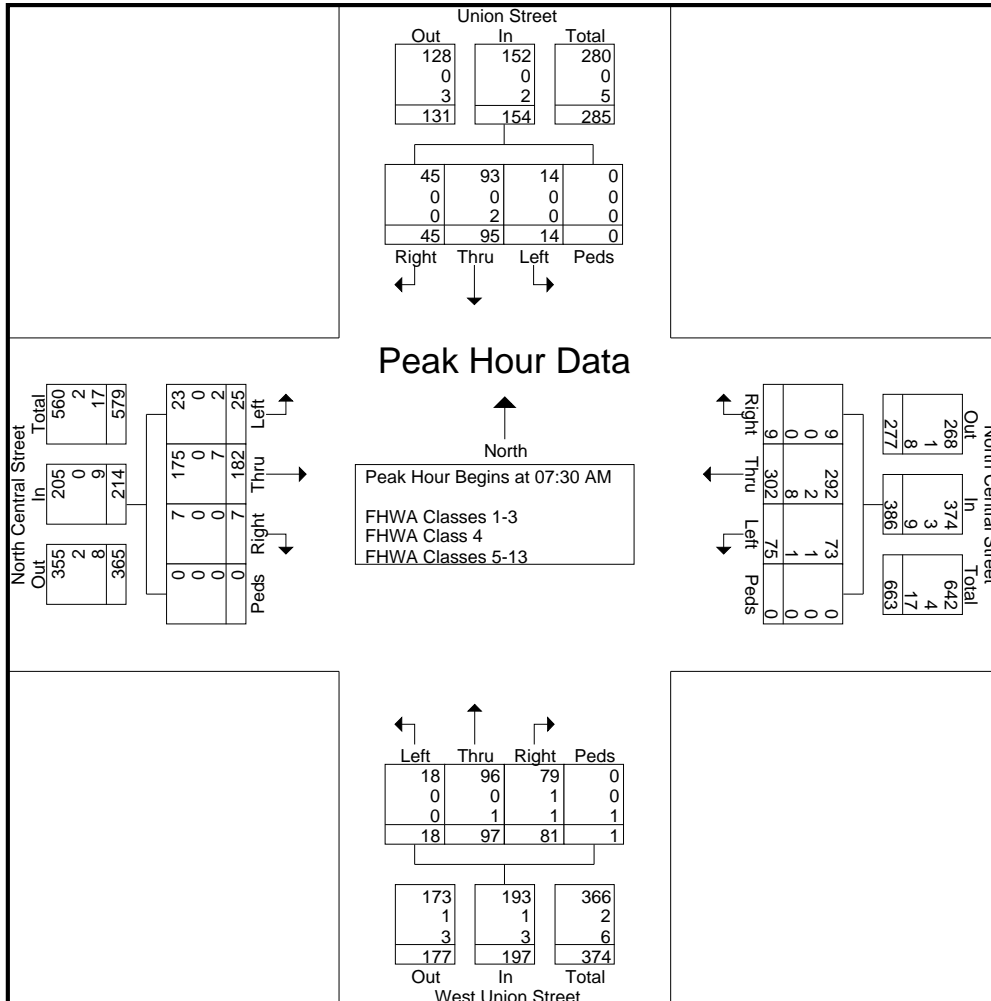 Union Street
Out In Total
128 152 280
0 0 0
3 2 5
131 154 285
45 93 14 0
0 0 0 0
0 2 0 0
45 95 14 0
Right Thru Left Peds
Peak Hour Data
North
Peak Hour Begins at 07:30 AM
FHWA Classes 1-3
FHWA Class 4
FHWA Classes 5-13
North Central Street
Out In Total
355 205 560
2 0 2
8 9 17
365 214 579
Peds Right Thru Left
0 7 175 23
0 0 0 0
0 0 7 2
0 7 182 25
North Central Street
Out In Total
268 374 642
1 3 4
8 9 17
277 386 663
9 292 73 0
0 2 1 0
0 8 1 0
9 302 75 0
Right Thru Left Peds
Left Thru Right Peds
18 96 79 0
0 0 1 0
0 1 1 1
18 97 81 1
173 193 366
1 1 2
3 3 6
177 197 374
Out In Total
West Union Street